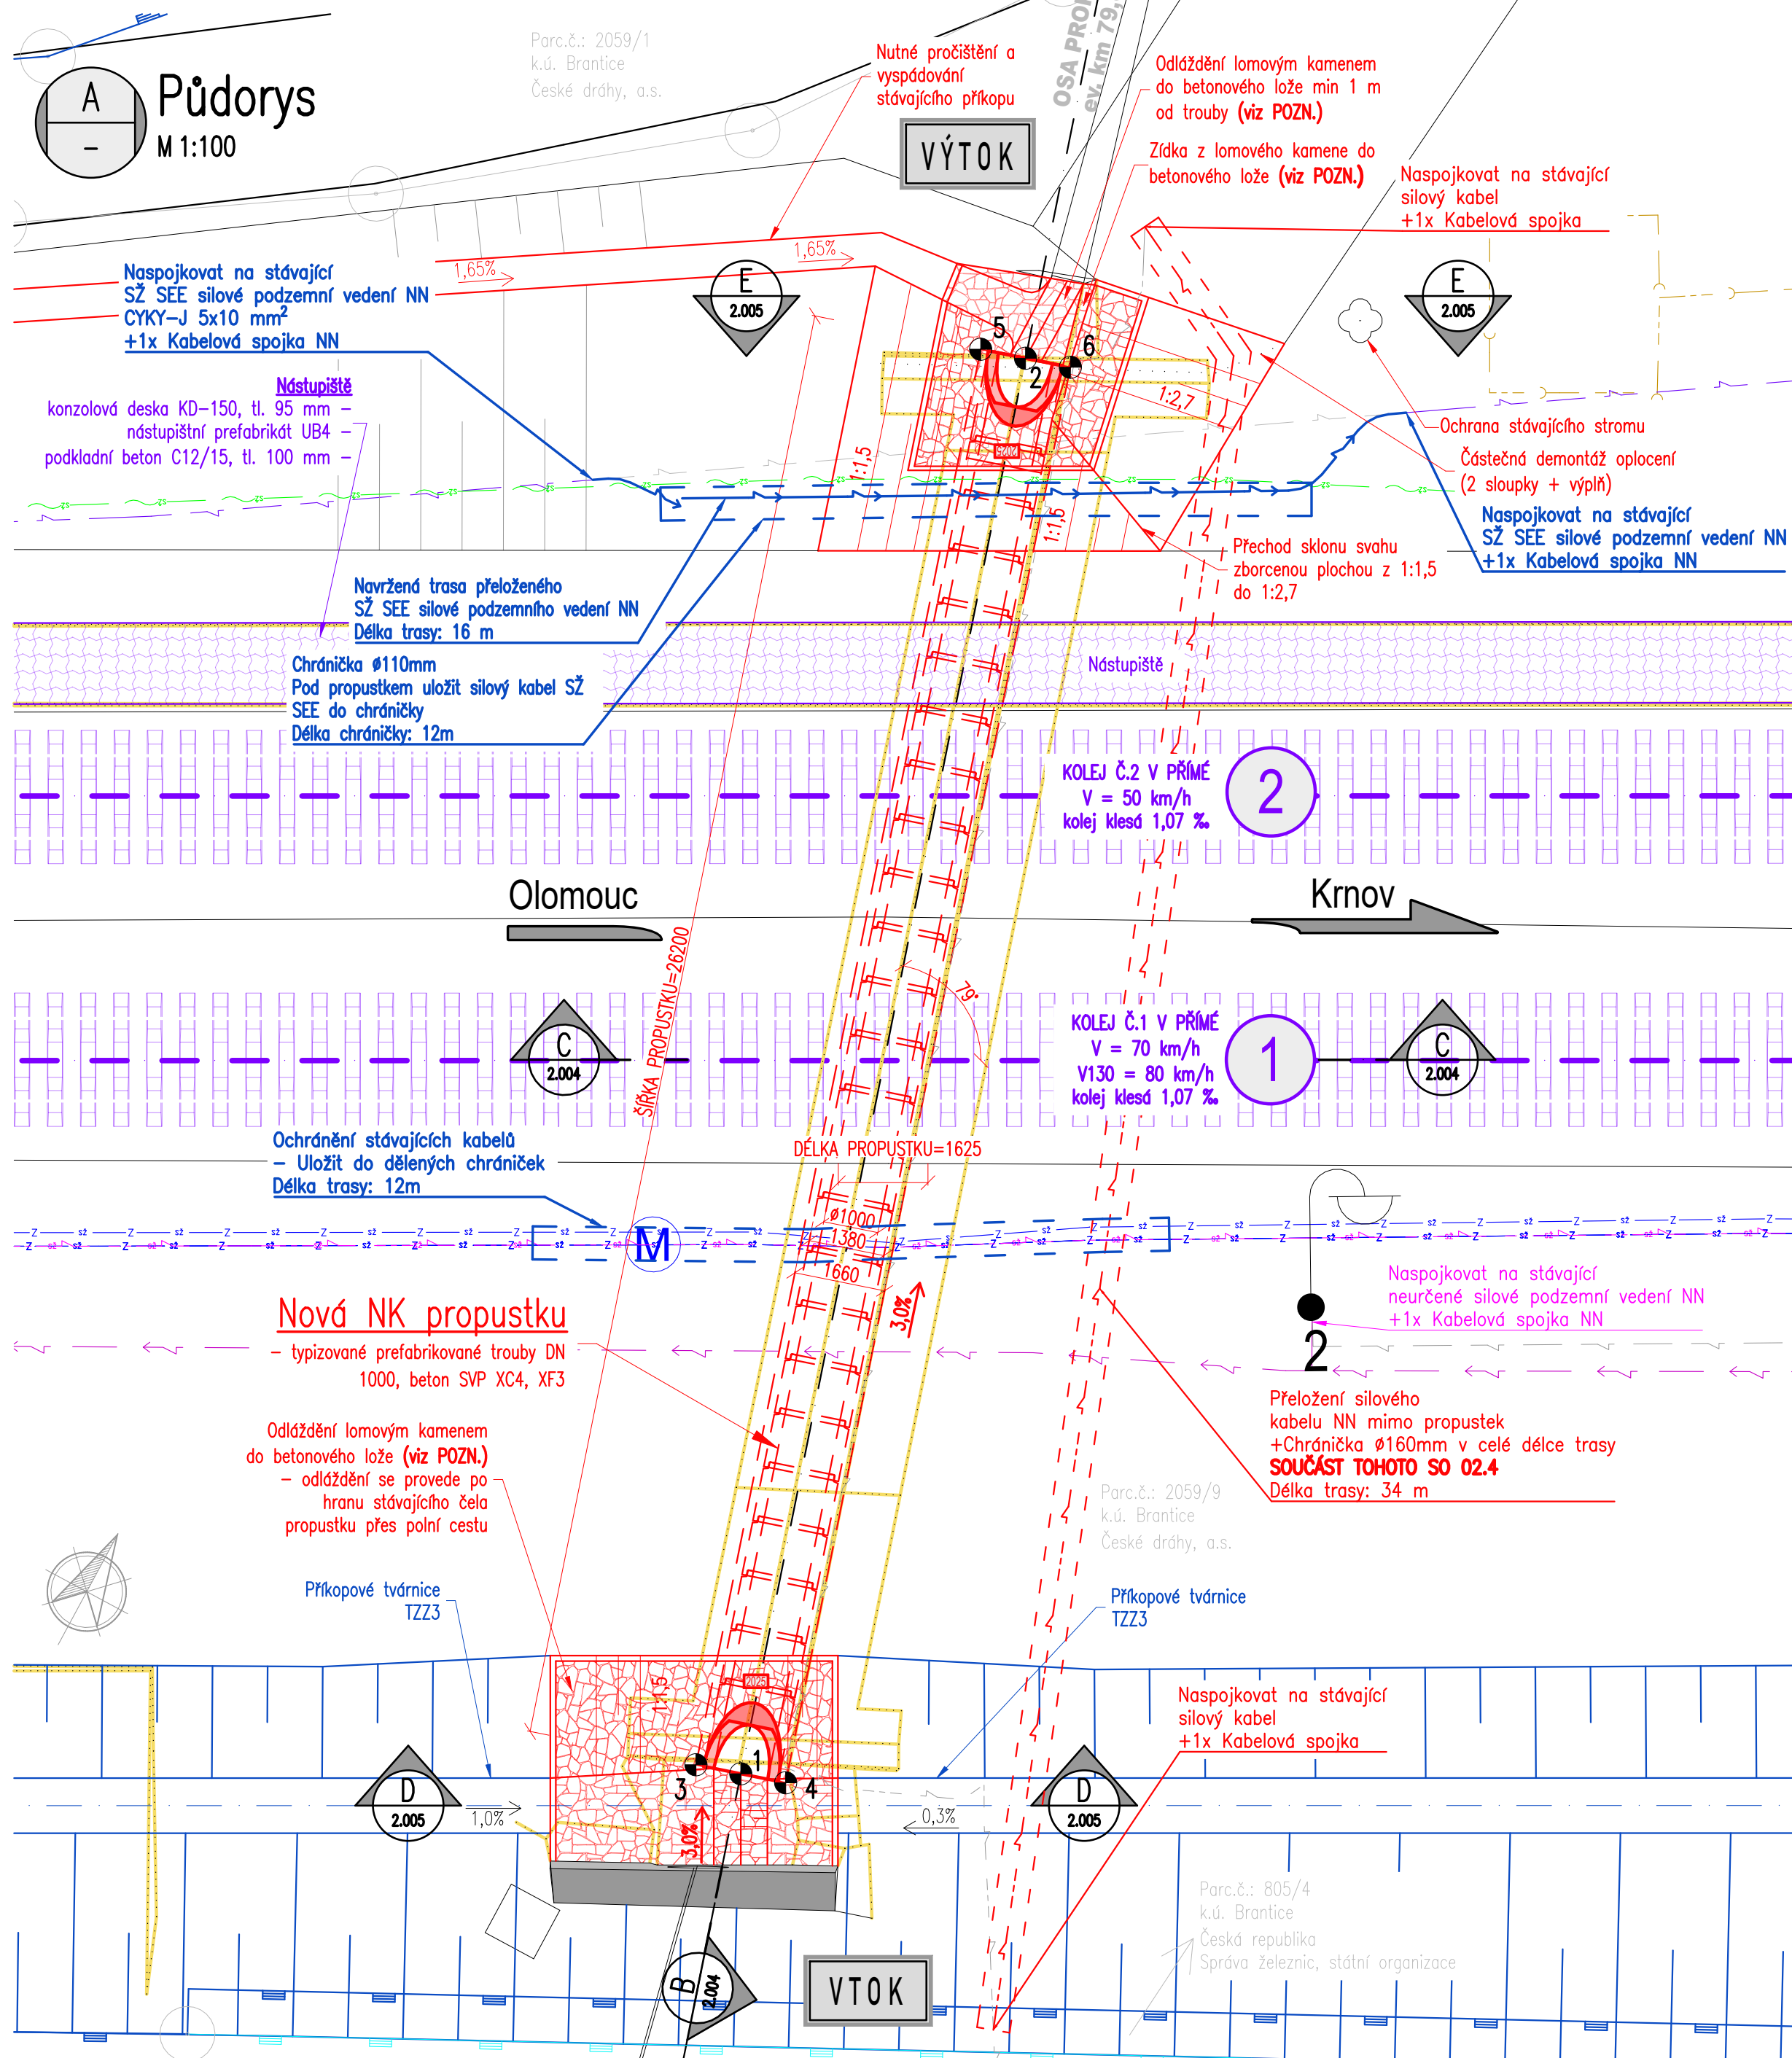 A
-
Půdorys
M 1:100
Parc.č.: 2059/1
k.ú. Brantice
České dráhy, a.s.
Nutné pročištění a
vyspádování
stávajícího příkopu
VÝTOK
ev. km 79,
Odláždění lomovým kamenem
do betonového lože min 1 m
od trouby (viz POZN.)
Zídka z lomového kamene do
betonového lože (viz POZN.)
Naspojkovat na stávající
silový kabel
+1x Kabelová spojka
1,65%
1,65%
E
2.005
E
2.005
Naspojkovat na stávající
SŽ SEE silové podzemní vedení NN
CYKY-J 5x10 mm²
+1x Kabelová spojka NN
Nástupiště
konzolová deska KD-150, tl. 95 mm -
nástupištní prefabrikát UB4 -
podkladní beton C12/15, tl. 100 mm -
5
2
6
2025
1:2,7
1:1,5
1:1,5
Ochrana stávajícího stromu
Částečná demontáž oplocení
(2 sloupky + výplň)
Naspojkovat na stávající
SŽ SEE silové podzemní vedení NN
+1x Kabelová spojka NN
Přechod sklonu svahu
zborcenou plochou z 1:1,5
do 1:2,7
Navržená trasa přeloženého
SŽ SEE silové podzemního vedení NN
Délka trasy: 16 m
Chránička ø110mm
Pod propustkem uložit silový kabel SŽ
SEE do chráničky
Délka chráničky: 12m
Nástupiště
KOLEJ Č.2 V PŘÍMÉ
V = 50 km/h
kolej klesá 1,07 ‰
2
Olomouc
Krnov
ŠÍŘKA PROPUSTKU=26200
79°
C
2.004
KOLEJ Č.1 V PŘÍMÉ
V = 70 km/h
V130 = 80 km/h
kolej klesá 1,07 ‰
1
C
2.004
Ochránění stávajících kabelů
- Uložit do dělených chrániček
Délka trasy: 12m
DÉLKA PROPUSTKU=1625
ø1000
1380
1660
M
3,0%
Nová NK propustku
- typizované prefabrikované trouby DN
1000, beton SVP XC4, XF3
Naspojkovat na stávající
neurčené silové podzemní vedení NN
+1x Kabelová spojka NN
2
Přeložení silového
kabelu NN mimo propustek
+Chránička ø160mm v celé délce trasy
SOUČÁST TOHOTO SO 02.4
Délka trasy: 34 m
Odláždění lomovým kamenem
do betonového lože (viz POZN.)
- odláždění se provede po
hranu stávajícího čela
propustku přes polní cestu
Parc.č.: 2059/9
k.ú. Brantice
České dráhy, a.s.
Příkopové tvárnice
TZZ3
Příkopové tvárnice
TZZ3
1:1,5
2025
3
1
4
Naspojkovat na stávající
silový kabel
+1x Kabelová spojka
D
2.005
1,0%
3,0%
0,3%
D
2.005
Parc.č.: 805/4
k.ú. Brantice
Česká republika
Správa železnic, státní organizace
B
2.004
VTOK